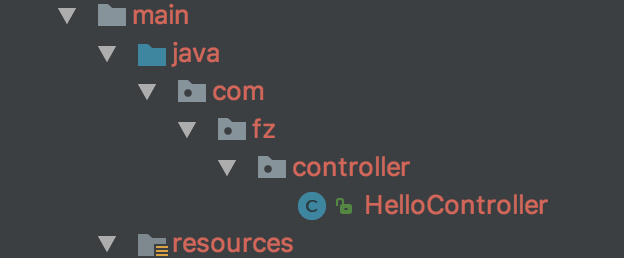 main
java
com
fz
controller
C HelloController
resources